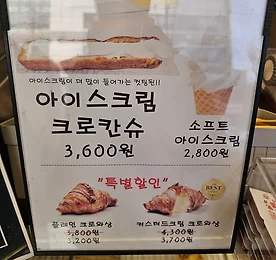 아이스크림이 더 많이 들어가는 컷팅된!!
아이스크림
크로칸슈
3,600원
소프트
아이스크림
2,800원
"특별할인"
BEST
플레인 크로와상
3,800원
3,200원
커스터드크림 크로와상
4,300원
3,700원